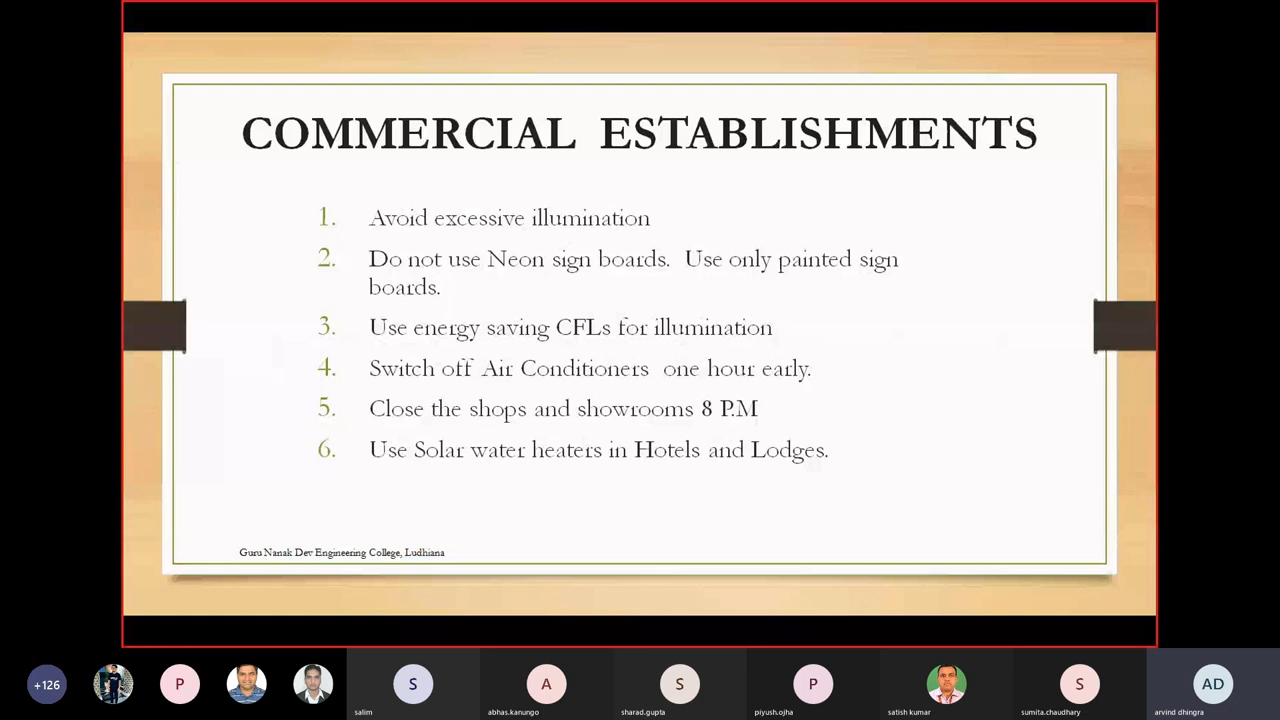 COMMERCIAL ESTABLISHMENTS
1. Avoid excessive illumination
2. Do not use Neon sign boards. Use only painted sign
boards.
3. Use energy saving CFLs for illumination
4. Switch off Air Conditioners one hour early.
5. Close the shops and showrooms 8 P.M
6. Use Solar water heaters in Hotels and Lodges.
Guru Nanak Dev Engineering College, Ludhiana
+126
P
S
A
S
P
S
AD
salim
abhas.kanungo
sharad.gupta
piyush.ojha
satish kumar
sumita.chaudhary
arvind dhingra